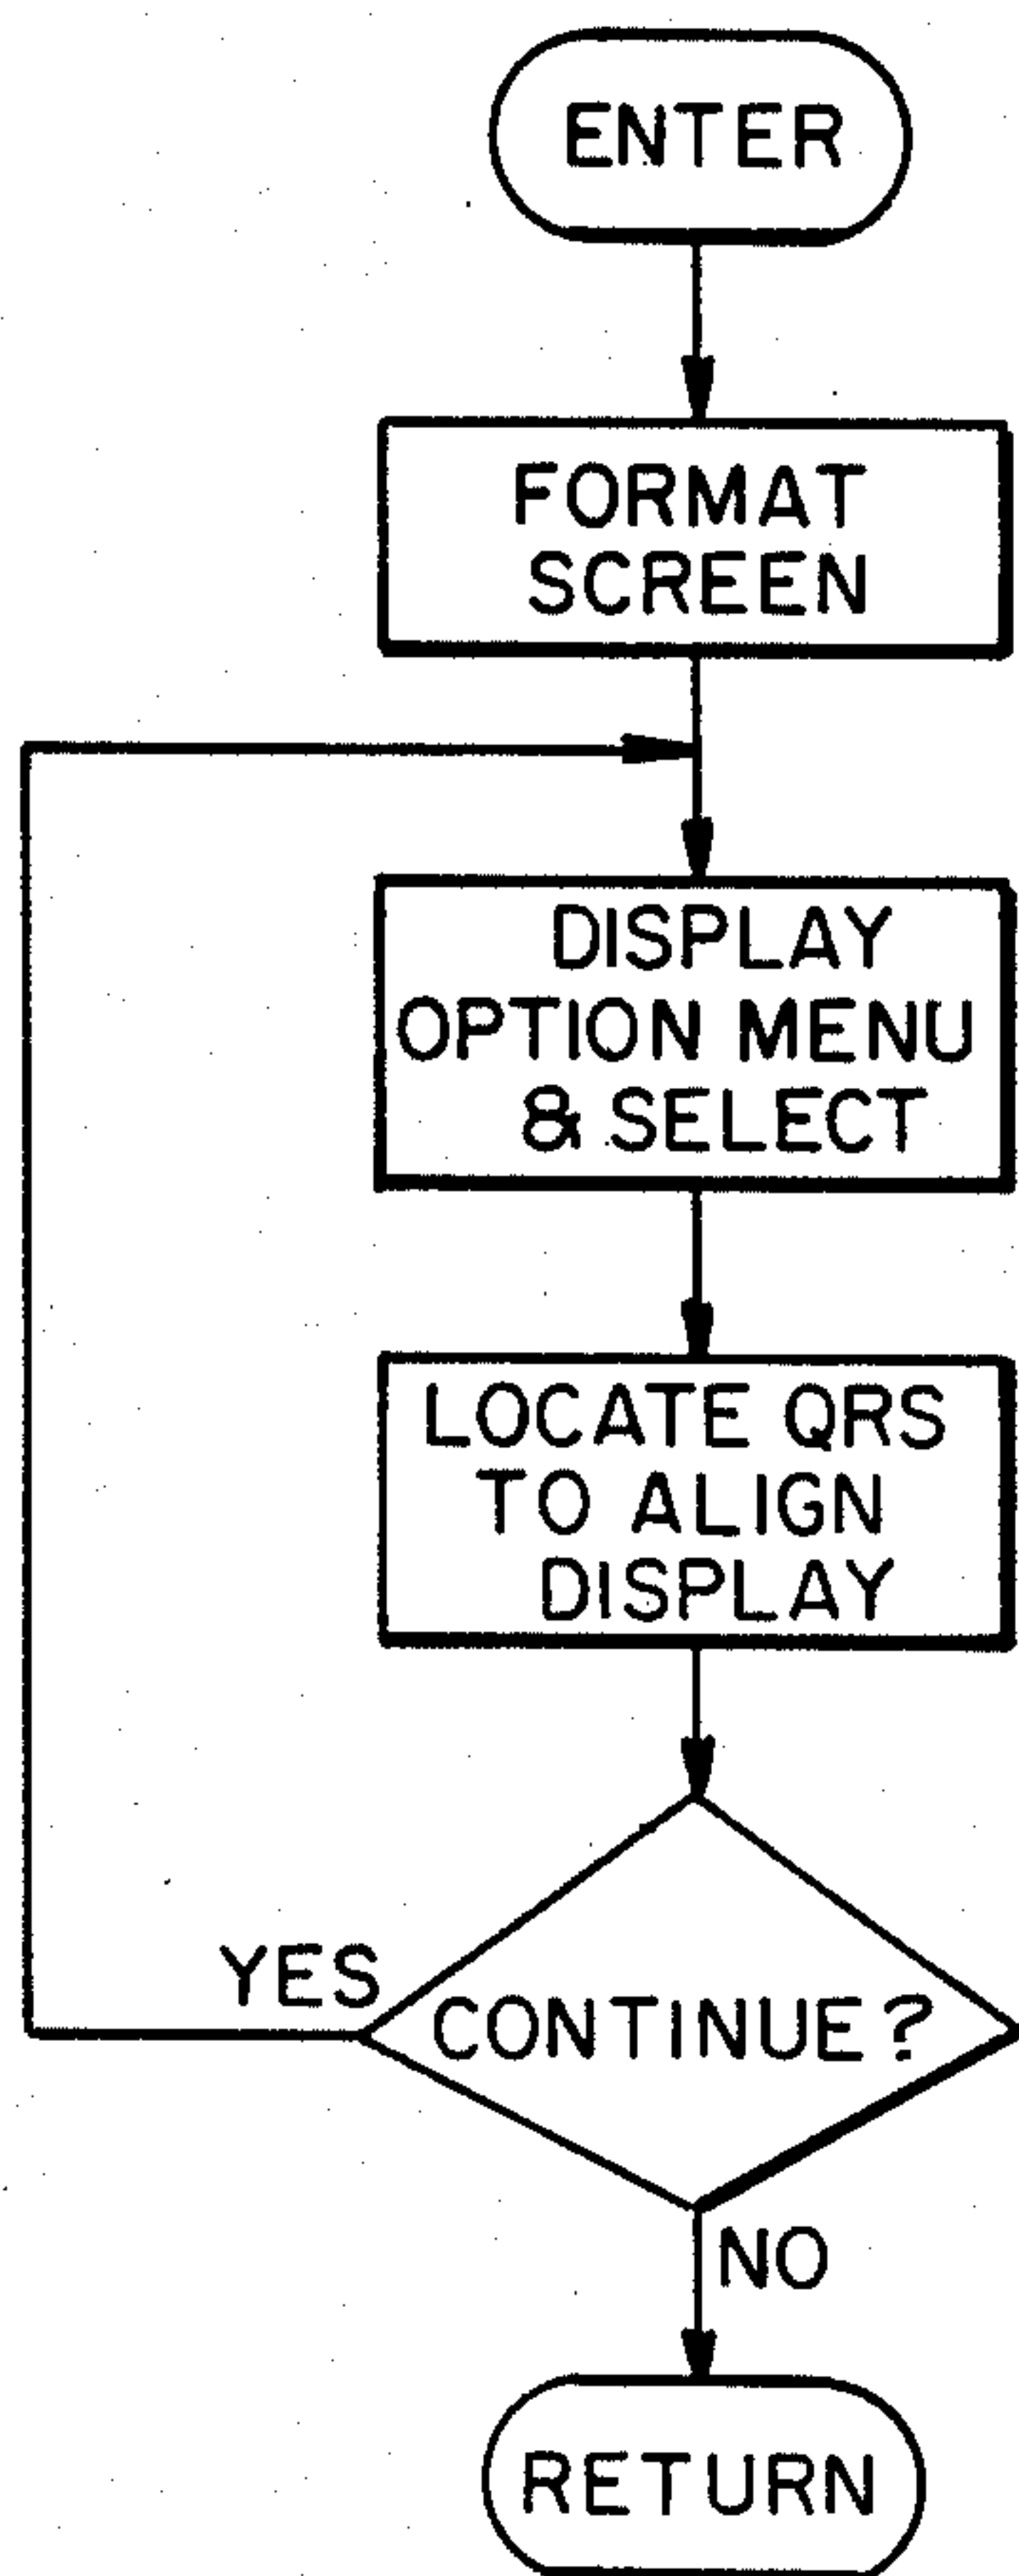 ENTER
FORMAT
SCREEN
DISPLAY
OPTION MENU
& SELECT
LOCATE QRS
TO ALIGN
DISPLAY
YES
CONTINUE?
NO
RETURN